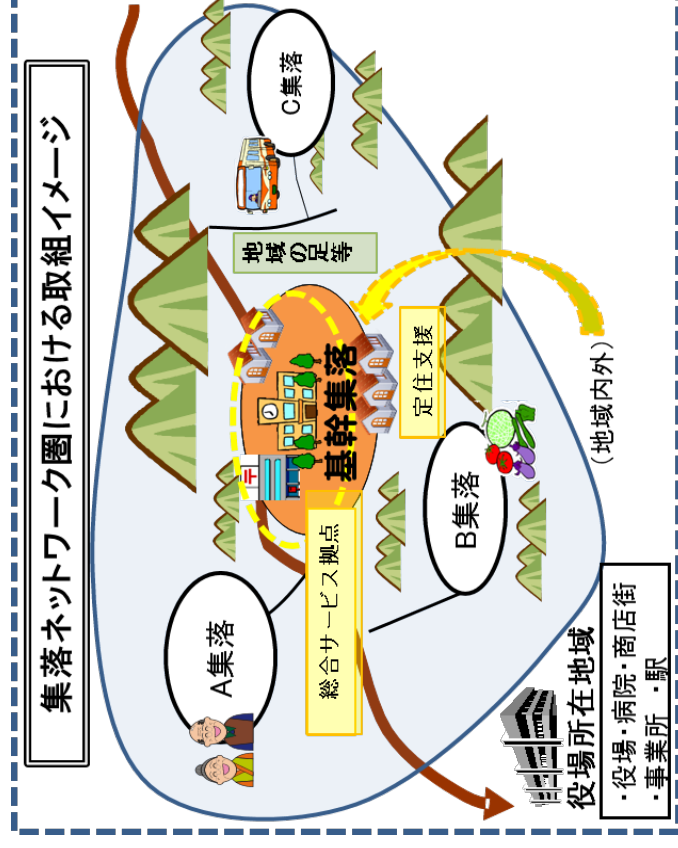 集落ネットワーク圏における取組イメージ
C集落
地域の足等
基幹集落
〒
定住支援
総合サービス拠点
A集落
B集落
(地域内外)
役場所在地域
・役場・病院・商店街
・事業所 ・駅